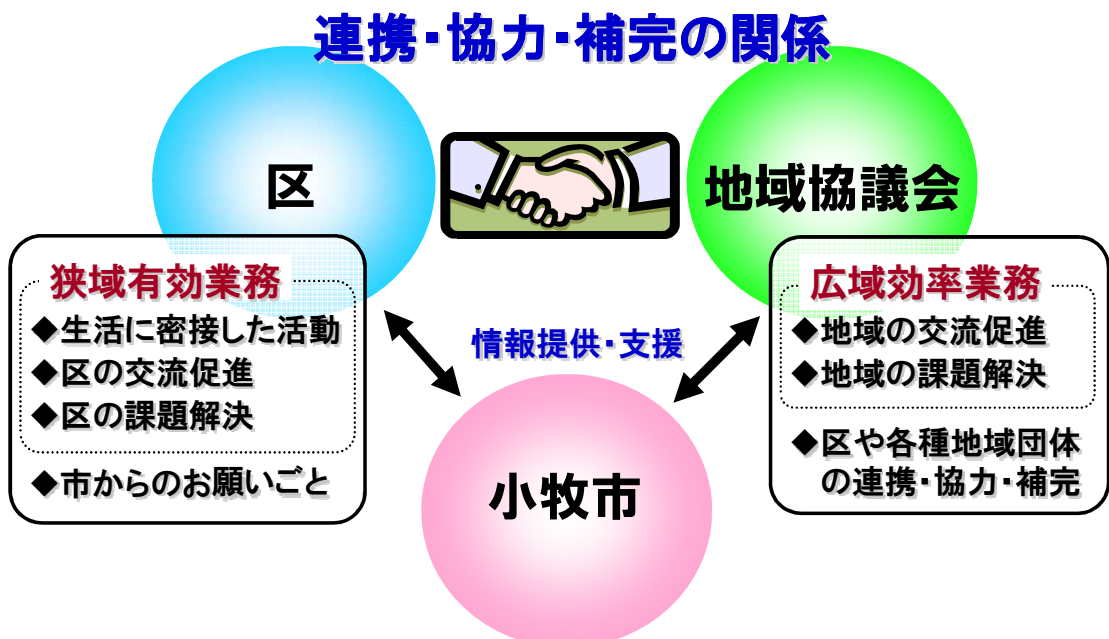 連携・協力・補完の関係
区
地域協議会
狭域有効業務
◆生活に密接した活動
◆区の交流促進
◆区の課題解決
◆市からのお願いごと
情報提供・支援
広域効率業務
◆地域の交流促進
◆地域の課題解決
◆区や各種地域団体
の連携・協力・補完
小牧市